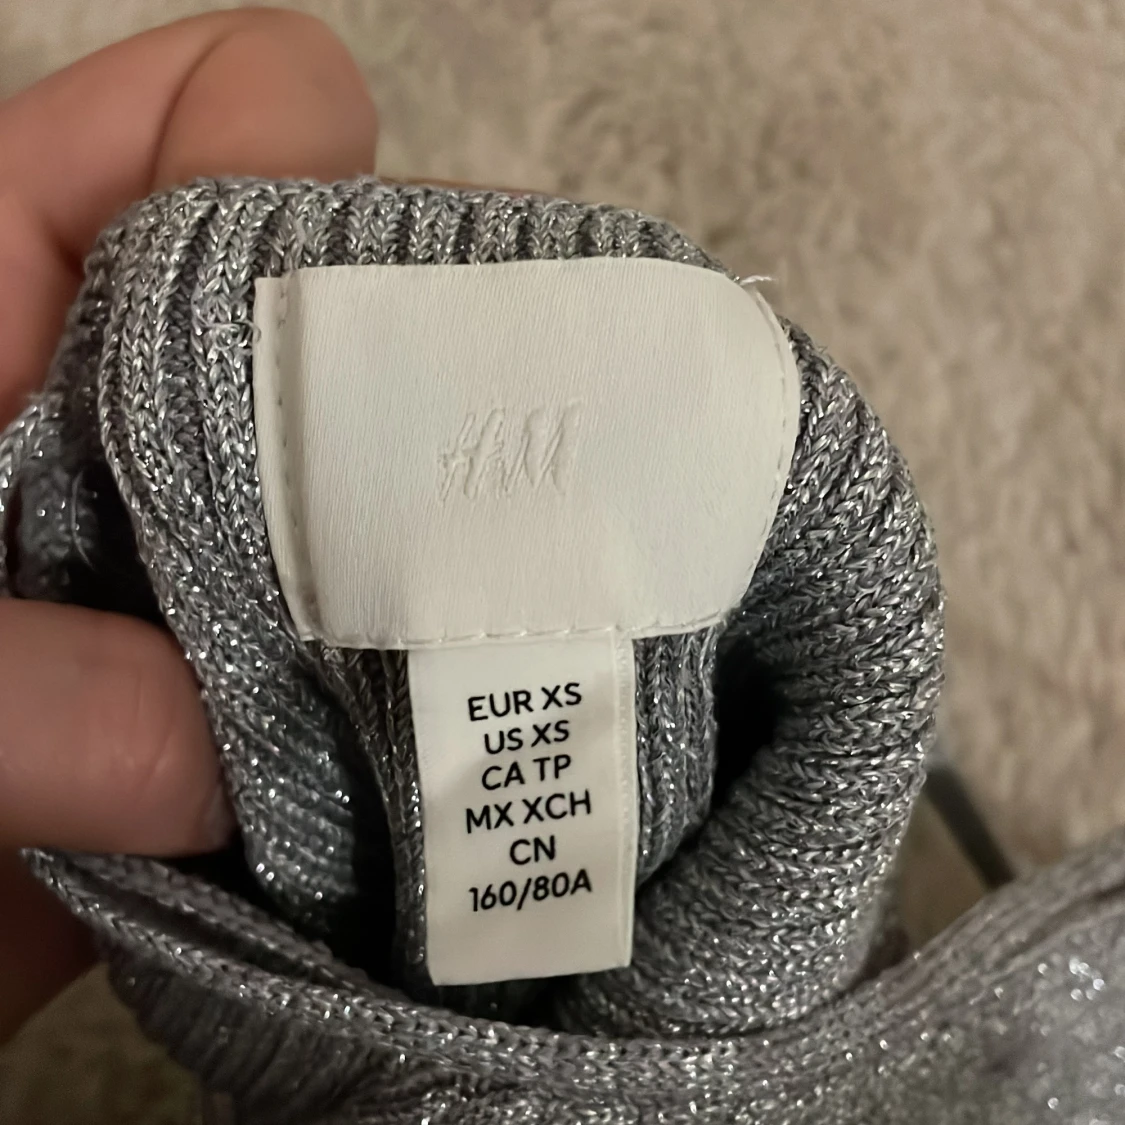 H&M
EUR XS
US XS
CA TP
MX XCH
CN
160/80A